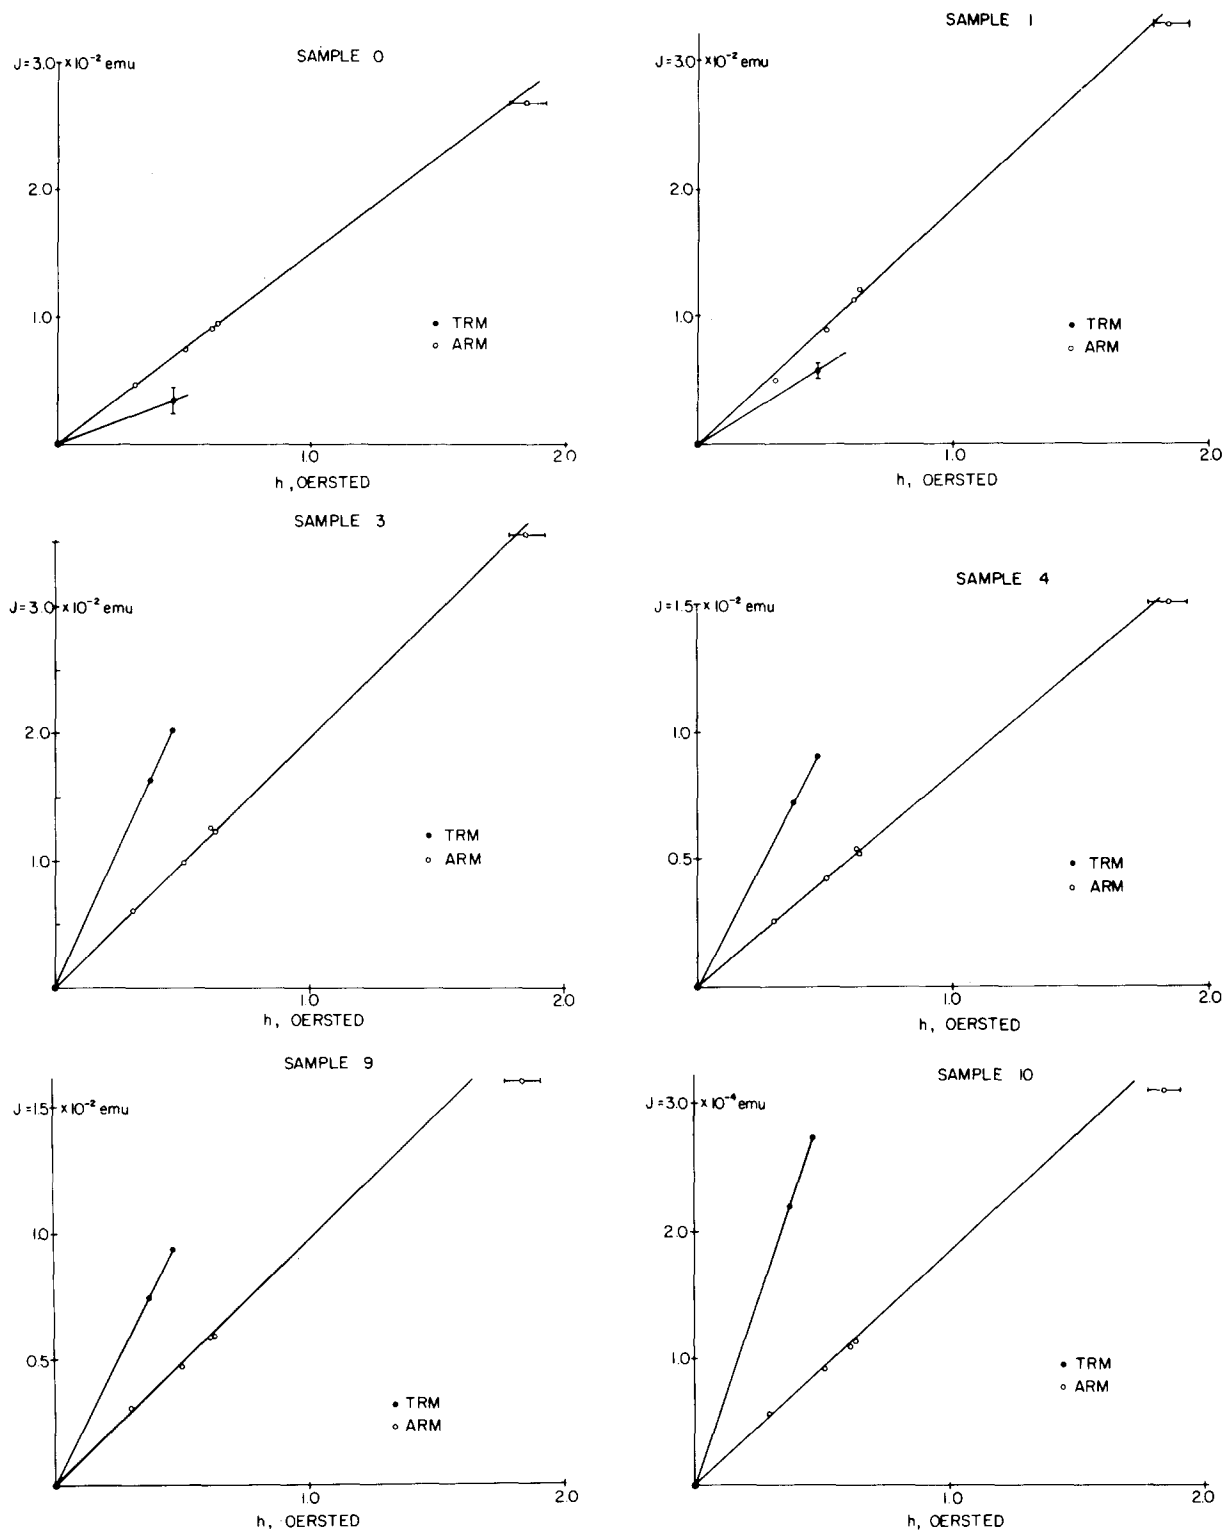 SAMPLE 0
J = 3.0 × 10⁻² emu
2.0
1.0
• TRM
○ ARM
1.0
2.0
h, OERSTED
SAMPLE 1
J = 3.0 × 10⁻² emu
2.0
1.0
• TRM
○ ARM
1.0
2.0
h, OERSTED
SAMPLE 3
J = 3.0 × 10⁻² emu
2.0
1.0
• TRM
○ ARM
1.0
2.0
h, OERSTED
SAMPLE 4
J = 1.5 × 10⁻² emu
1.0
0.5
• TRM
○ ARM
1.0
2.0
h, OERSTED
SAMPLE 9
J = 1.5 × 10⁻² emu
1.0
0.5
• TRM
○ ARM
1.0
2.0
h, OERSTED
SAMPLE 10
J = 3.0 × 10⁻⁴ emu
2.0
1.0
• TRM
○ ARM
1.0
2.0
h, OERSTED